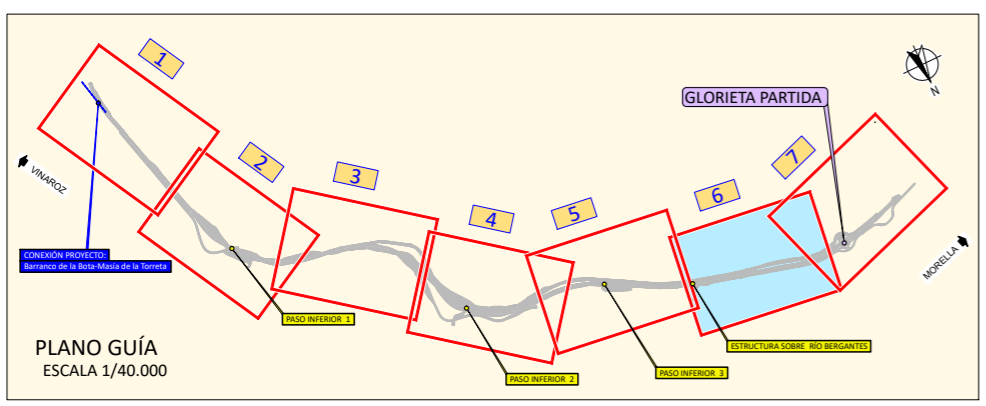 1
2
3
4
5
6
7
GLORIETA PARTIDA
N
VINAROZ
MORELLA
CONEXIÓN PROYECTO:
Barranco de la Bota-Masía de la Torreta
PASO INFERIOR 1
PASO INFERIOR 2
PASO INFERIOR 3
ESTRUCTURA SOBRE RÍO BERGANTES
PLANO GUÍA
ESCALA 1/40.000